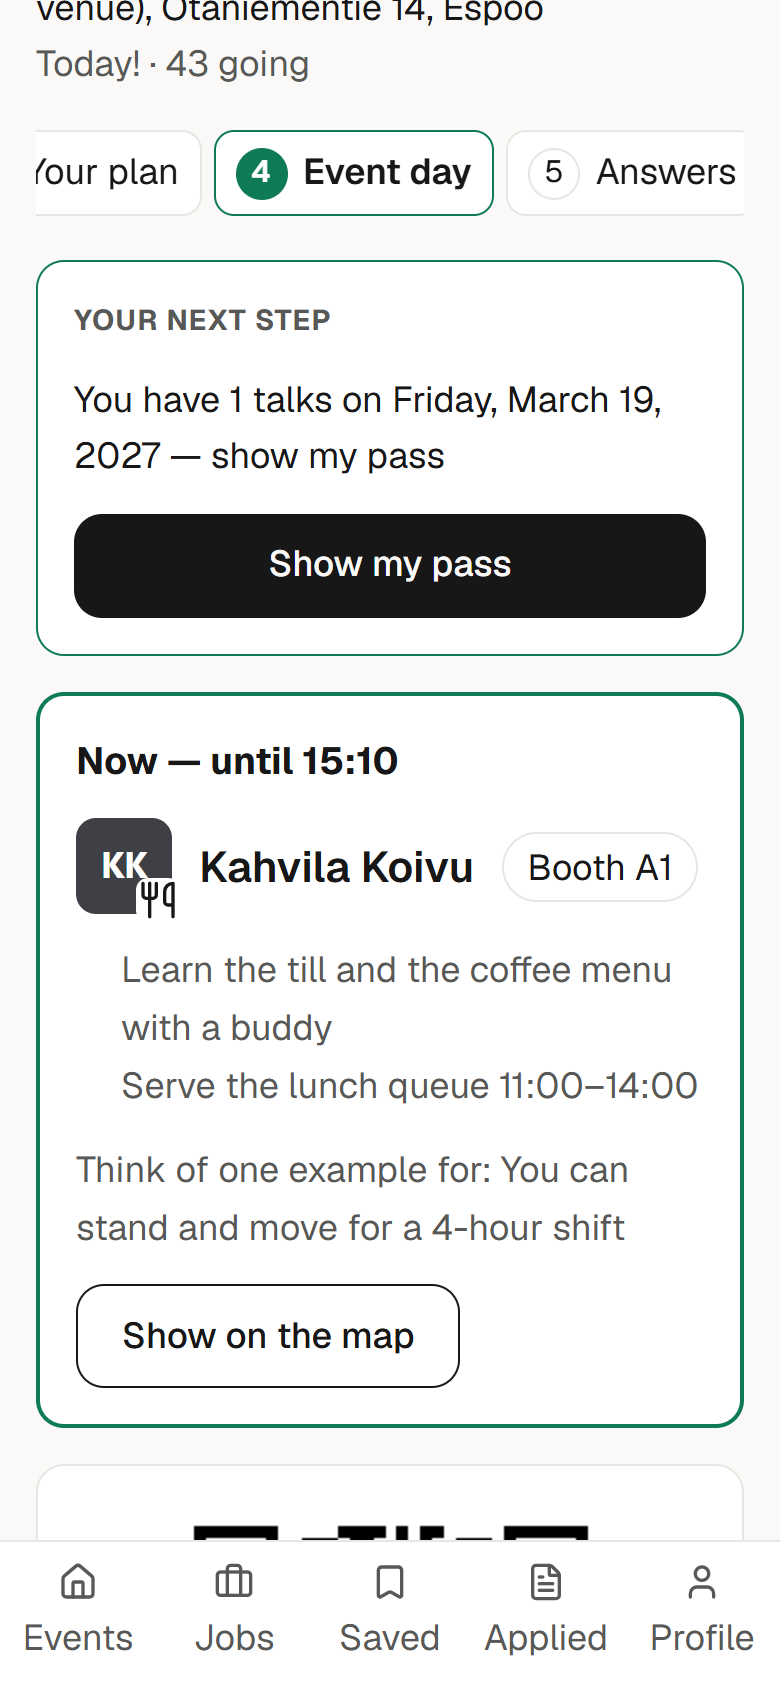 venue), Otaniementie 14, Espoo
Today! · 43 going
Your plan
4 Event day
5 Answers
YOUR NEXT STEP
You have 1 talks on Friday, March 19,
2027 — show my pass
Show my pass
Now — until 15:10
KK
Kahvila Koivu
Booth A1
Learn the till and the coffee menu
with a buddy
Serve the lunch queue 11:00–14:00
Think of one example for: You can
stand and move for a 4-hour shift
Show on the map
Events
Jobs
Saved
Applied
Profile